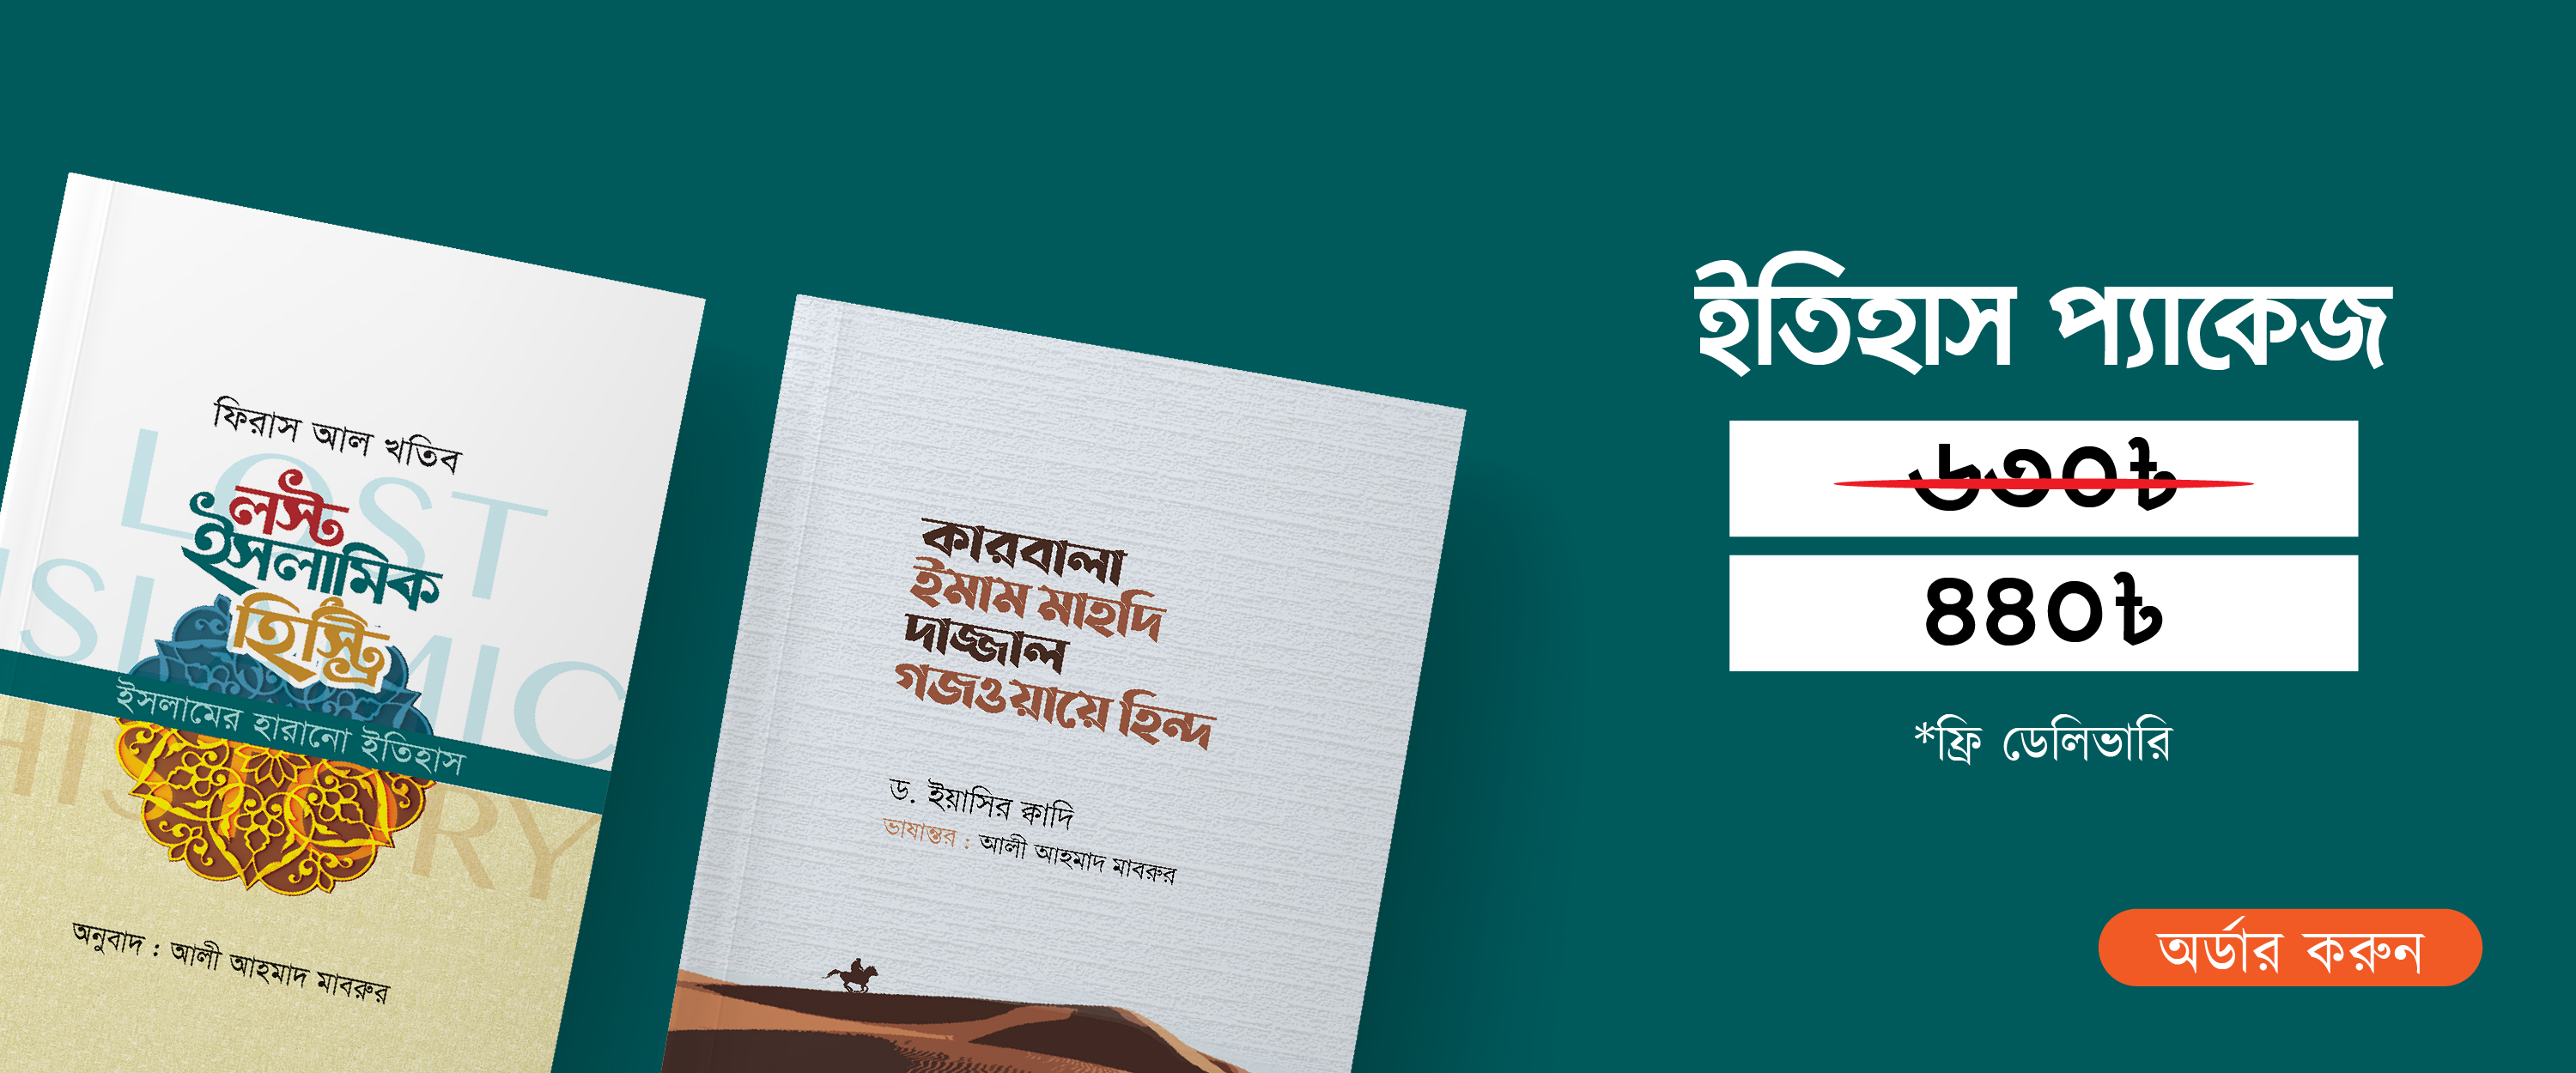 ফিরাস আল খতিব
LOST
ISLAMIC
HISTORY
লস্ট
ইসলামিক
হিস্ট্রি
ইসলামের হারানো ইতিহাস
অনুবাদ : আলী আহমাদ মাবরুর
কারবালা
ইমাম মাহদি
দাজ্জাল
গজওয়ায়ে হিন্দ
ড. ইয়াসির ক্বাদি
ভাষান্তর : আলী আহমাদ মাবরুর
ইতিহাস প্যাকেজ
৬৩০৳
৪৪০৳
*ফ্রি ডেলিভারি
অর্ডার করুন